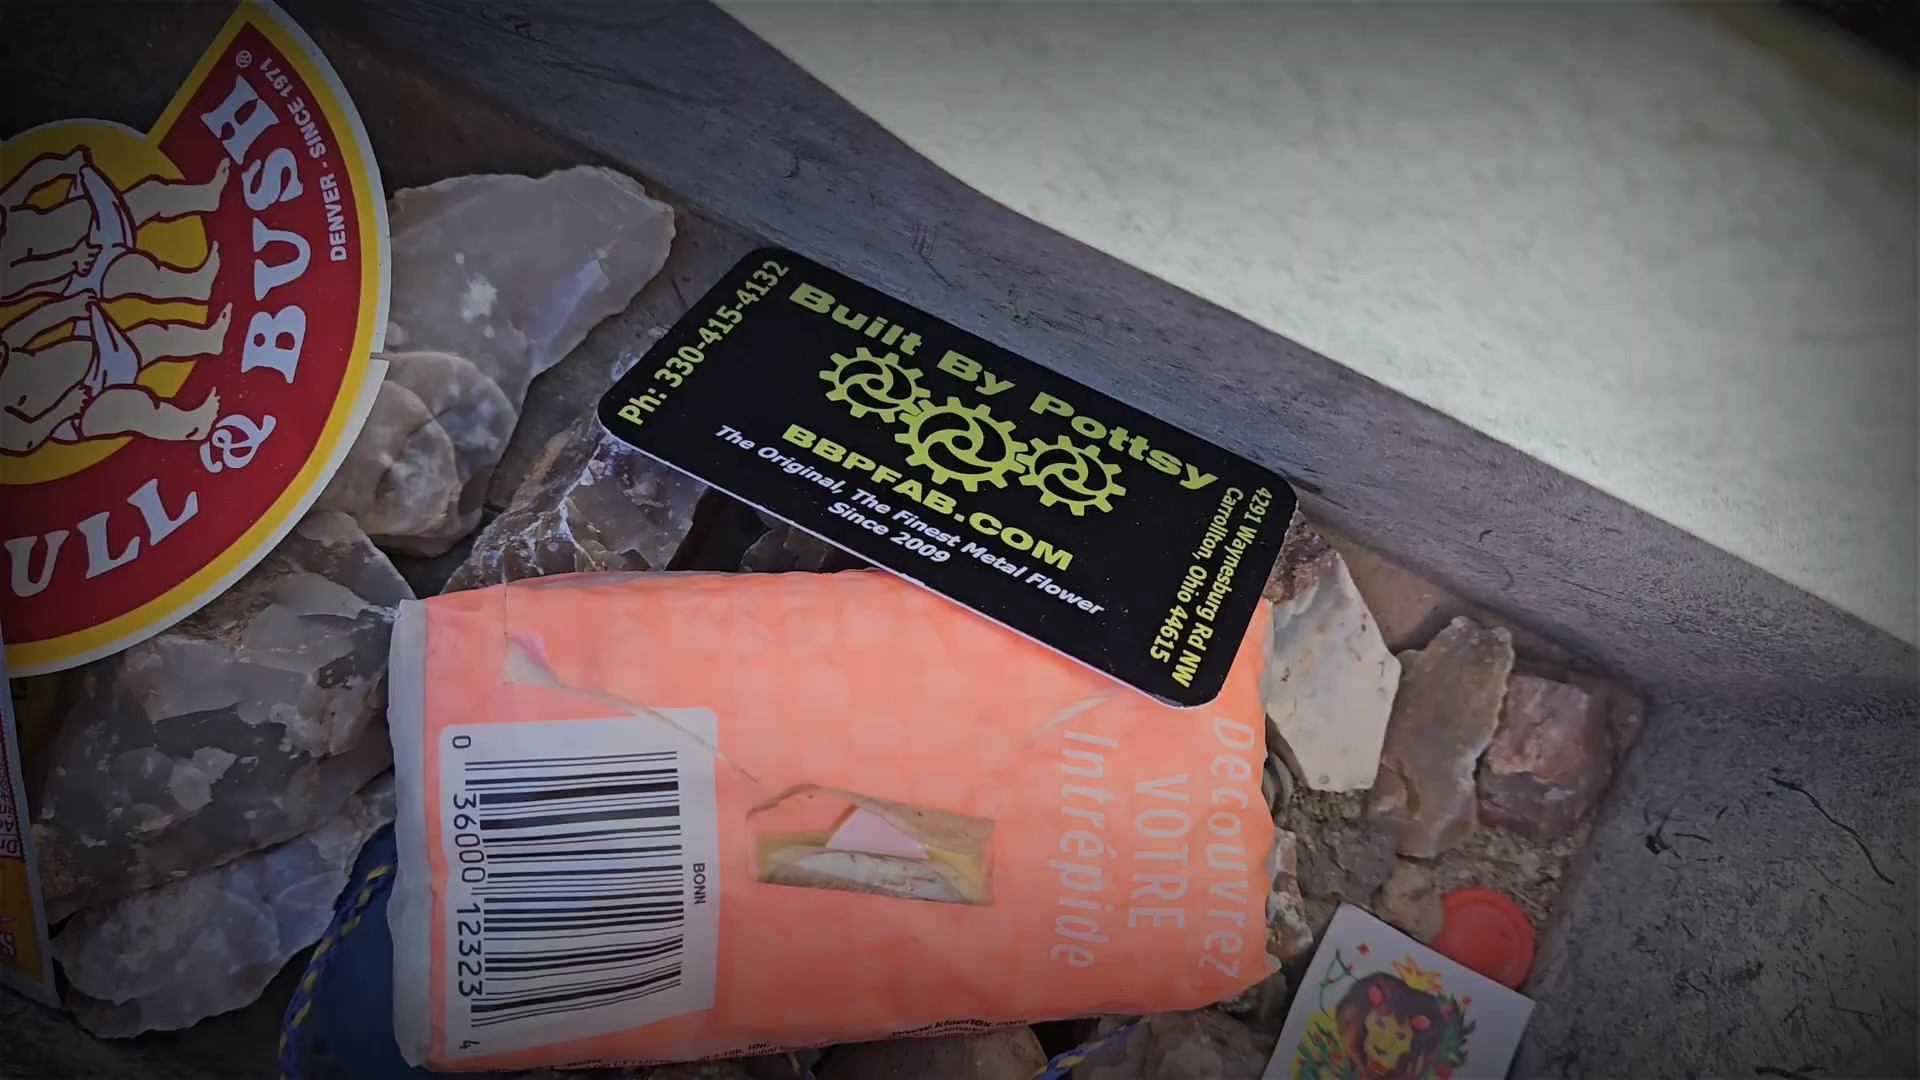 BULL & BUSH
DENVER - SINCE 1971
®
Ph: 330-415-4132
Built By Pottsy
BBPFAB.COM
The Original, The Finest Metal Flower
Since 2009
4291 Waynesburg Rd NW
Carrollton, Ohio 44615
Découvrez
VOTRE
Intrépide
BONN
0 36000 12323 4
www.kleenex.com